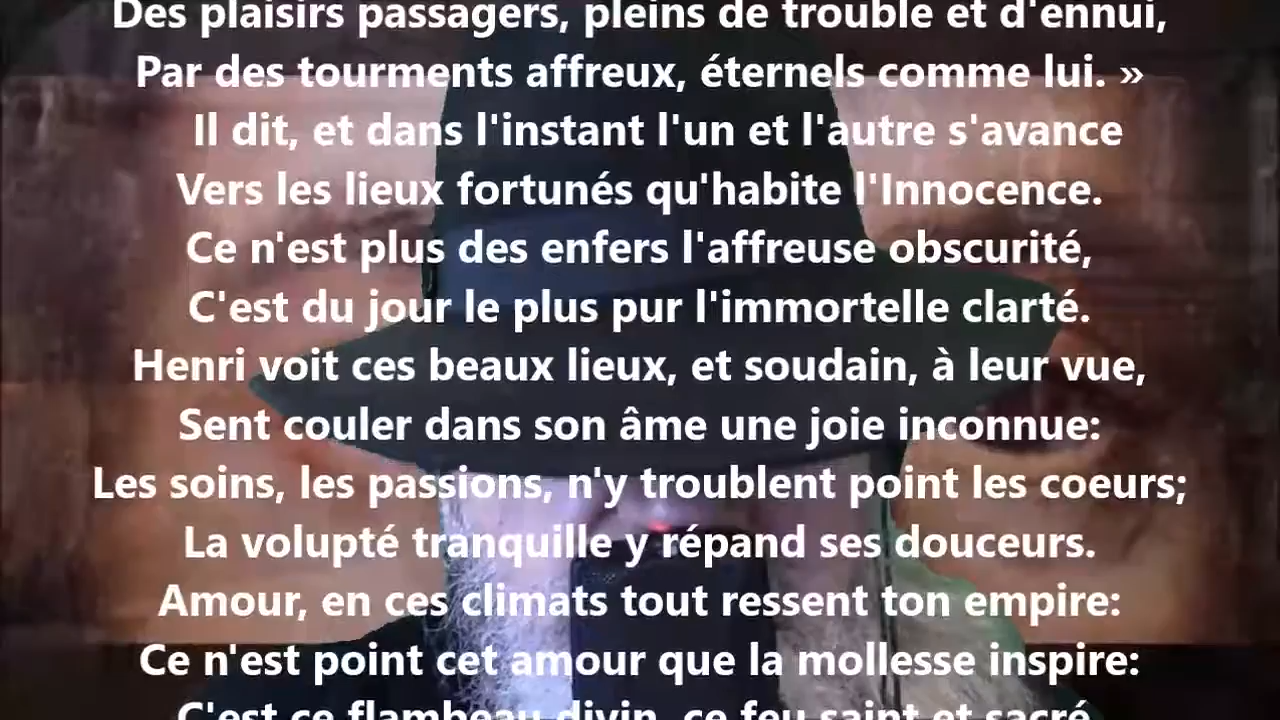 Des plaisirs passagers, pleins de trouble et d'ennui,
Par des tourments affreux, éternels comme lui. »
Il dit, et dans l'instant l'un et l'autre s'avance
Vers les lieux fortunés qu'habite l'Innocence.
Ce n'est plus des enfers l'affreuse obscurité,
C'est du jour le plus pur l'immortelle clarté.
Henri voit ces beaux lieux, et soudain, à leur vue,
Sent couler dans son âme une joie inconnue:
Les soins, les passions, n'y troublent point les coeurs;
La volupté tranquille y répand ses douceurs.
Amour, en ces climats tout ressent ton empire:
Ce n'est point cet amour que la mollesse inspire:
C'est ce flambeau divin, ce feu saint et sacré